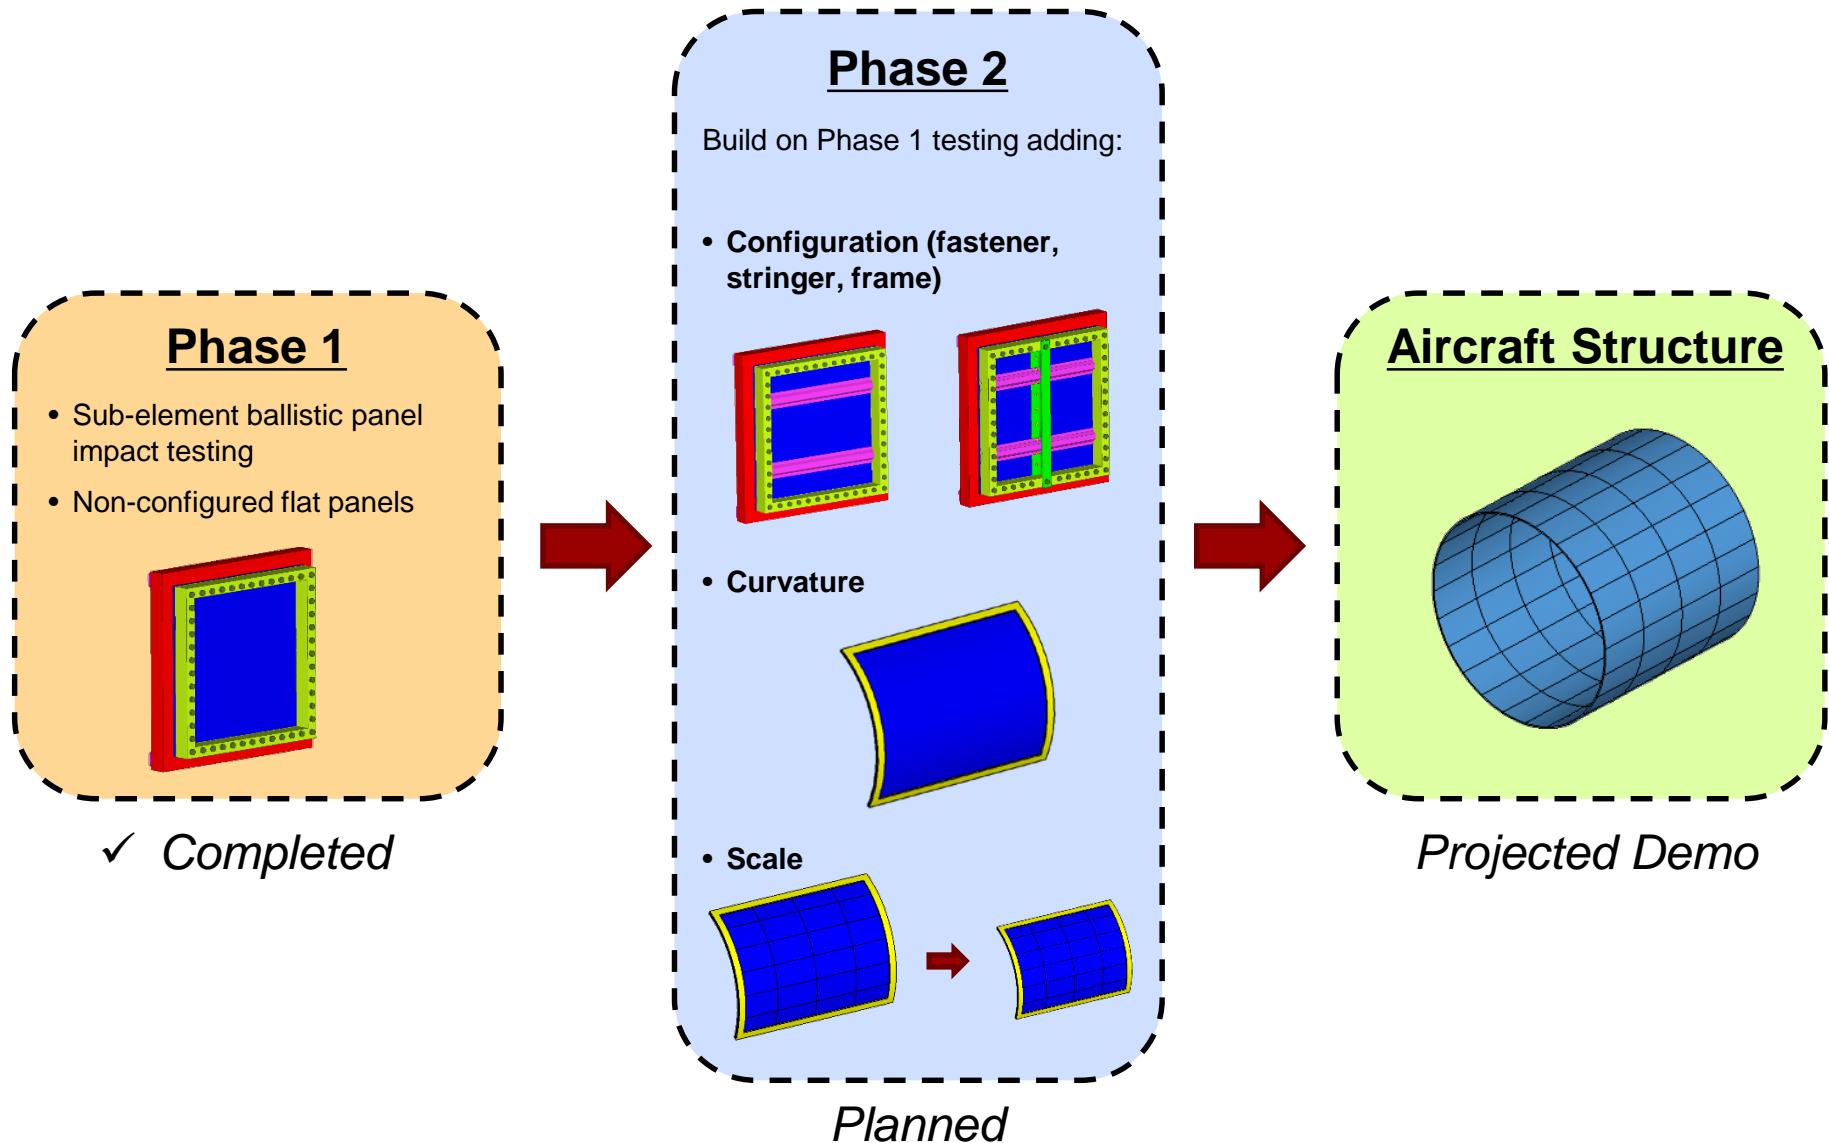 Phase 1
• Sub-element ballistic panel
impact testing
• Non-configured flat panels
✓ Completed
Phase 2
Build on Phase 1 testing adding:
• Configuration (fastener,
stringer, frame)
• Curvature
• Scale
Planned
Aircraft Structure
Projected Demo